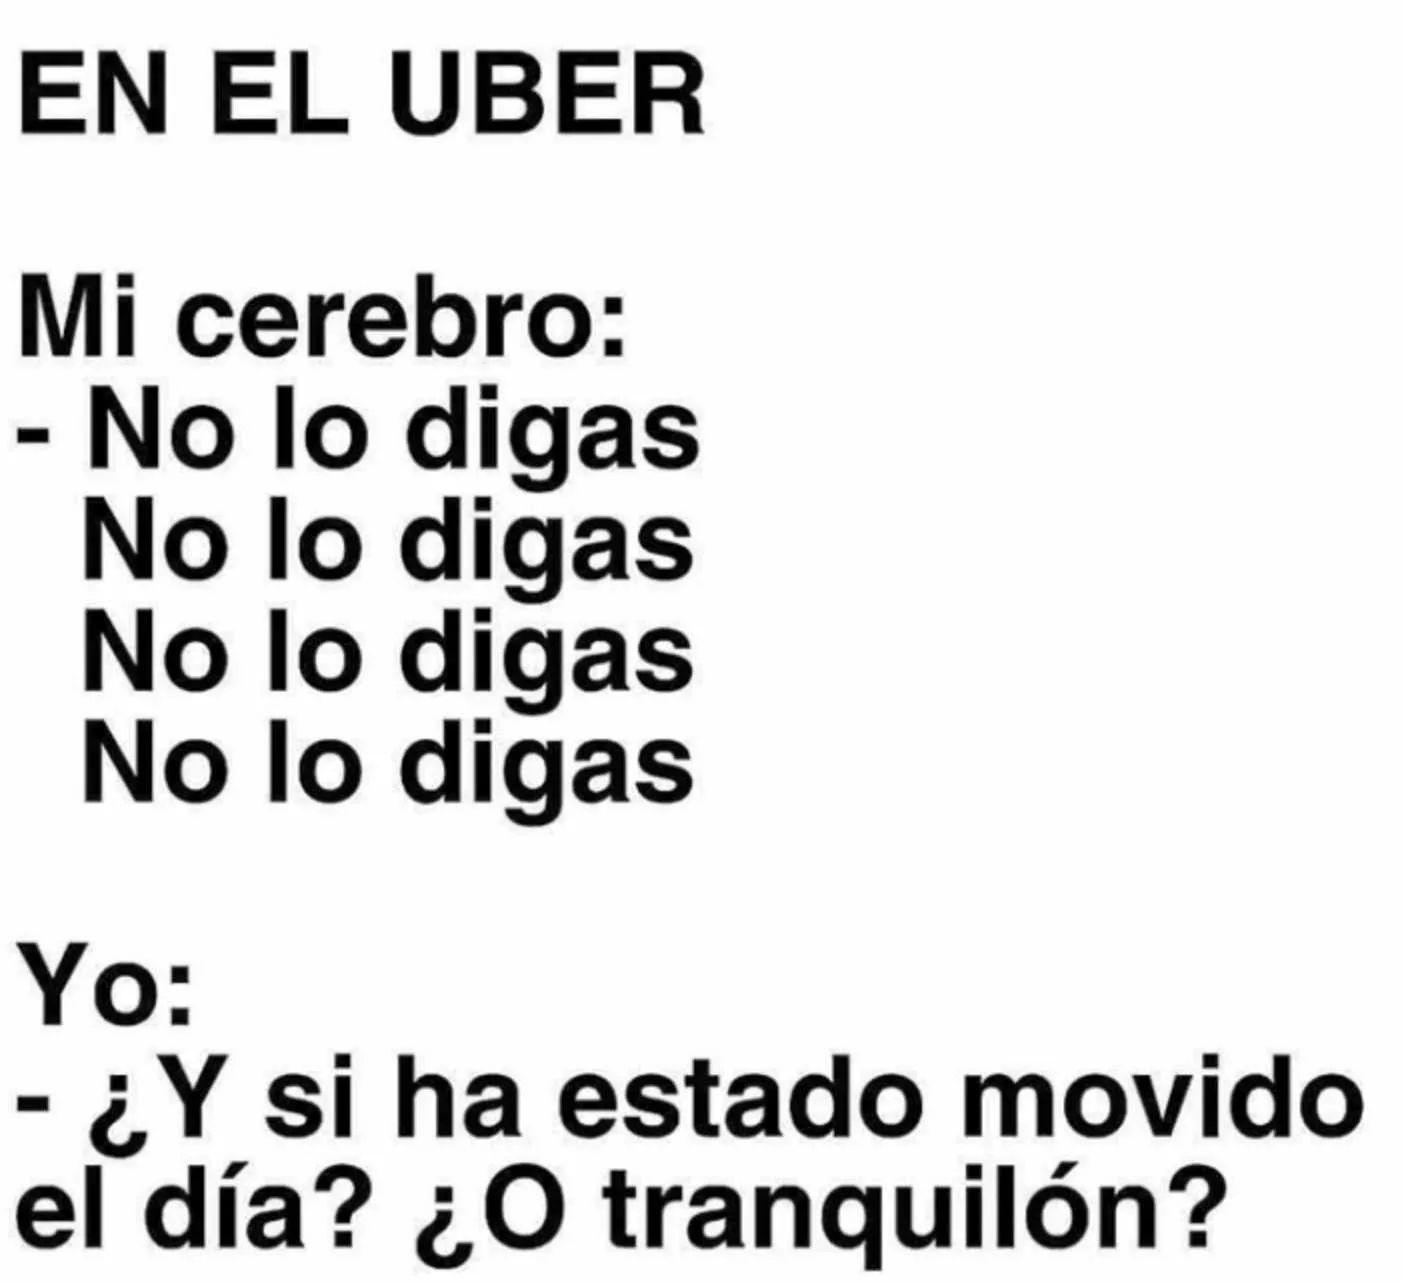 EN EL UBER
Mi cerebro:
- No lo digas
No lo digas
No lo digas
No lo digas
Yo:
- ¿Y si ha estado movido
el día? ¿O tranquilón?